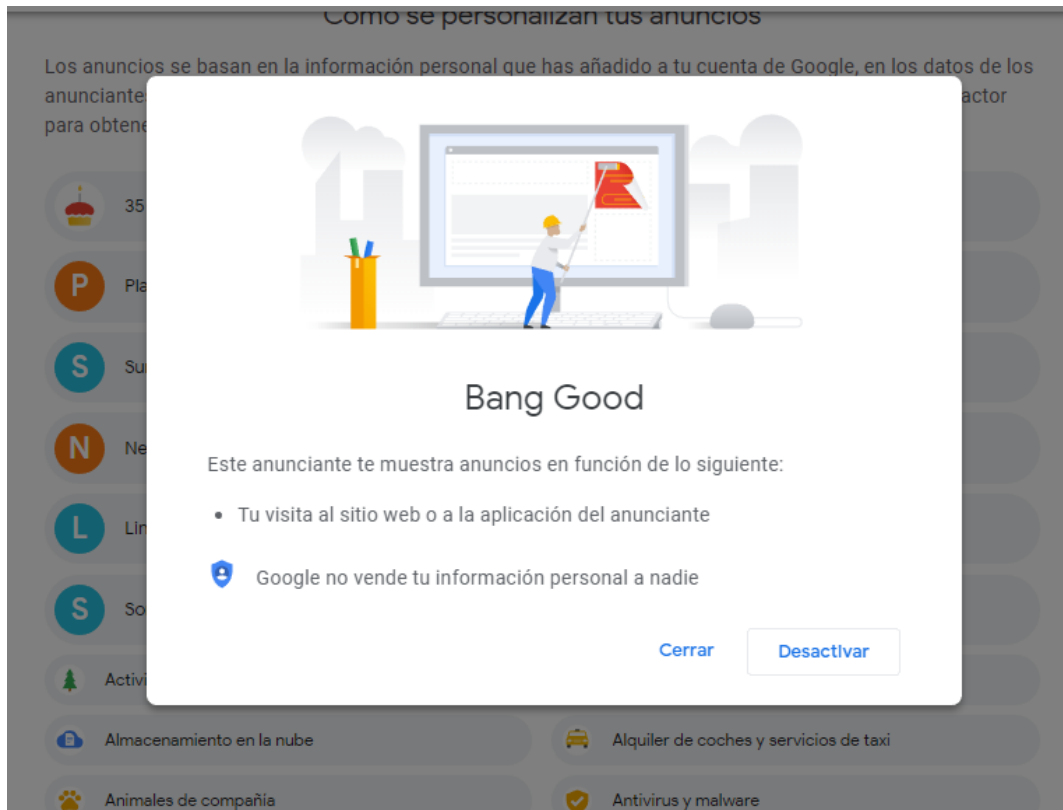 Cómo se personalizan tus anuncios
Los anuncios se basan en la información personal que has añadido a tu cuenta de Google, en los datos de los
anunciante
actor
para obtene
35
P Pla
S Su
N Ne
L Lin
S So
Activi
Bang Good
Este anunciante te muestra anuncios en función de lo siguiente:
• Tu visita al sitio web o a la aplicación del anunciante
Google no vende tu información personal a nadie
Cerrar
Desactivar
Almacenamiento en la nube
Alquiler de coches y servicios de taxi
Animales de compañía
Antivirus y malware